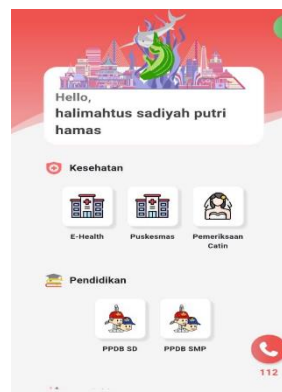 Hello,
halimahtus sadiyah putri
hamas
Kesehatan
E-Health Puskesmas Pemeriksaan
Catin
Pendidikan
PPDB SD PPDB SMP
112